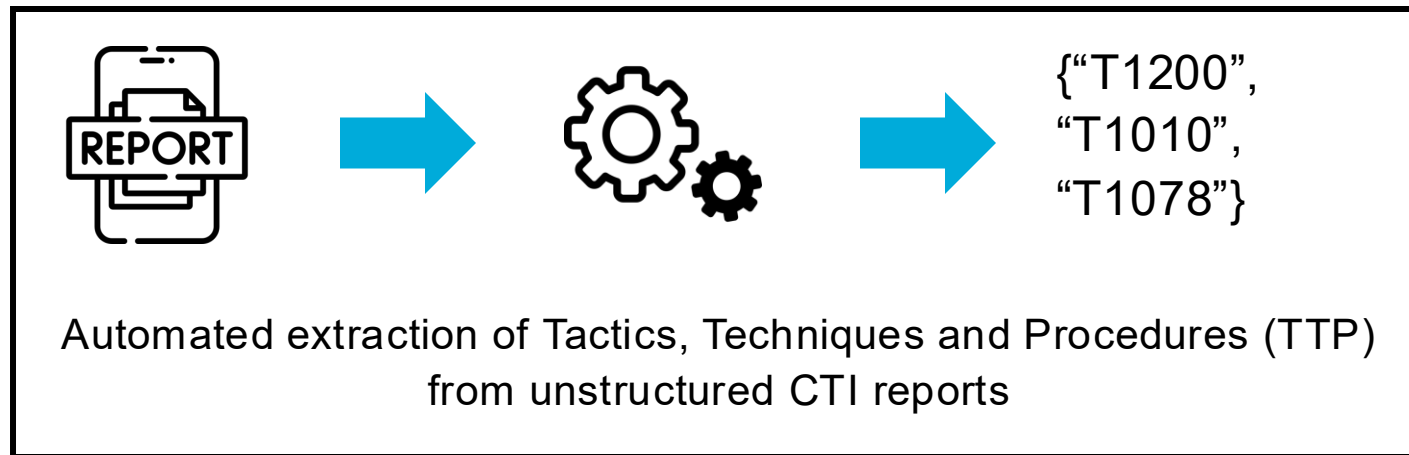 REPORT
{“T1200”,
“T1010”,
“T1078”}
Automated extraction of Tactics, Techniques and Procedures (TTP)
from unstructured CTI reports